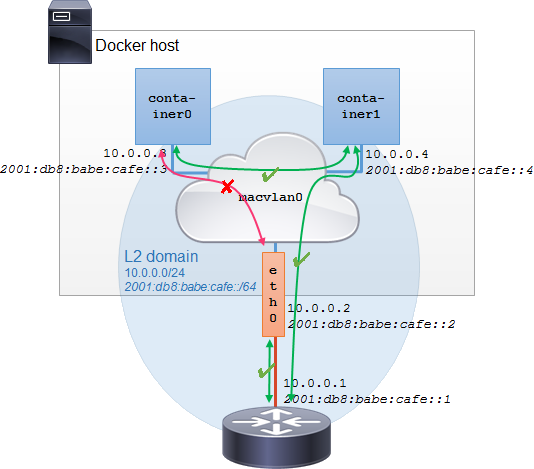 Docker host
conta-
iner0
conta-
iner1
10.0.0.3
2001:db8:babe:cafe::3
10.0.0.4
2001:db8:babe:cafe::4
macvlan0
L2 domain
10.0.0.0/24
2001:db8:babe:cafe::/64
e
t
h
0
10.0.0.2
2001:db8:babe:cafe::2
10.0.0.1
2001:db8:babe:cafe::1